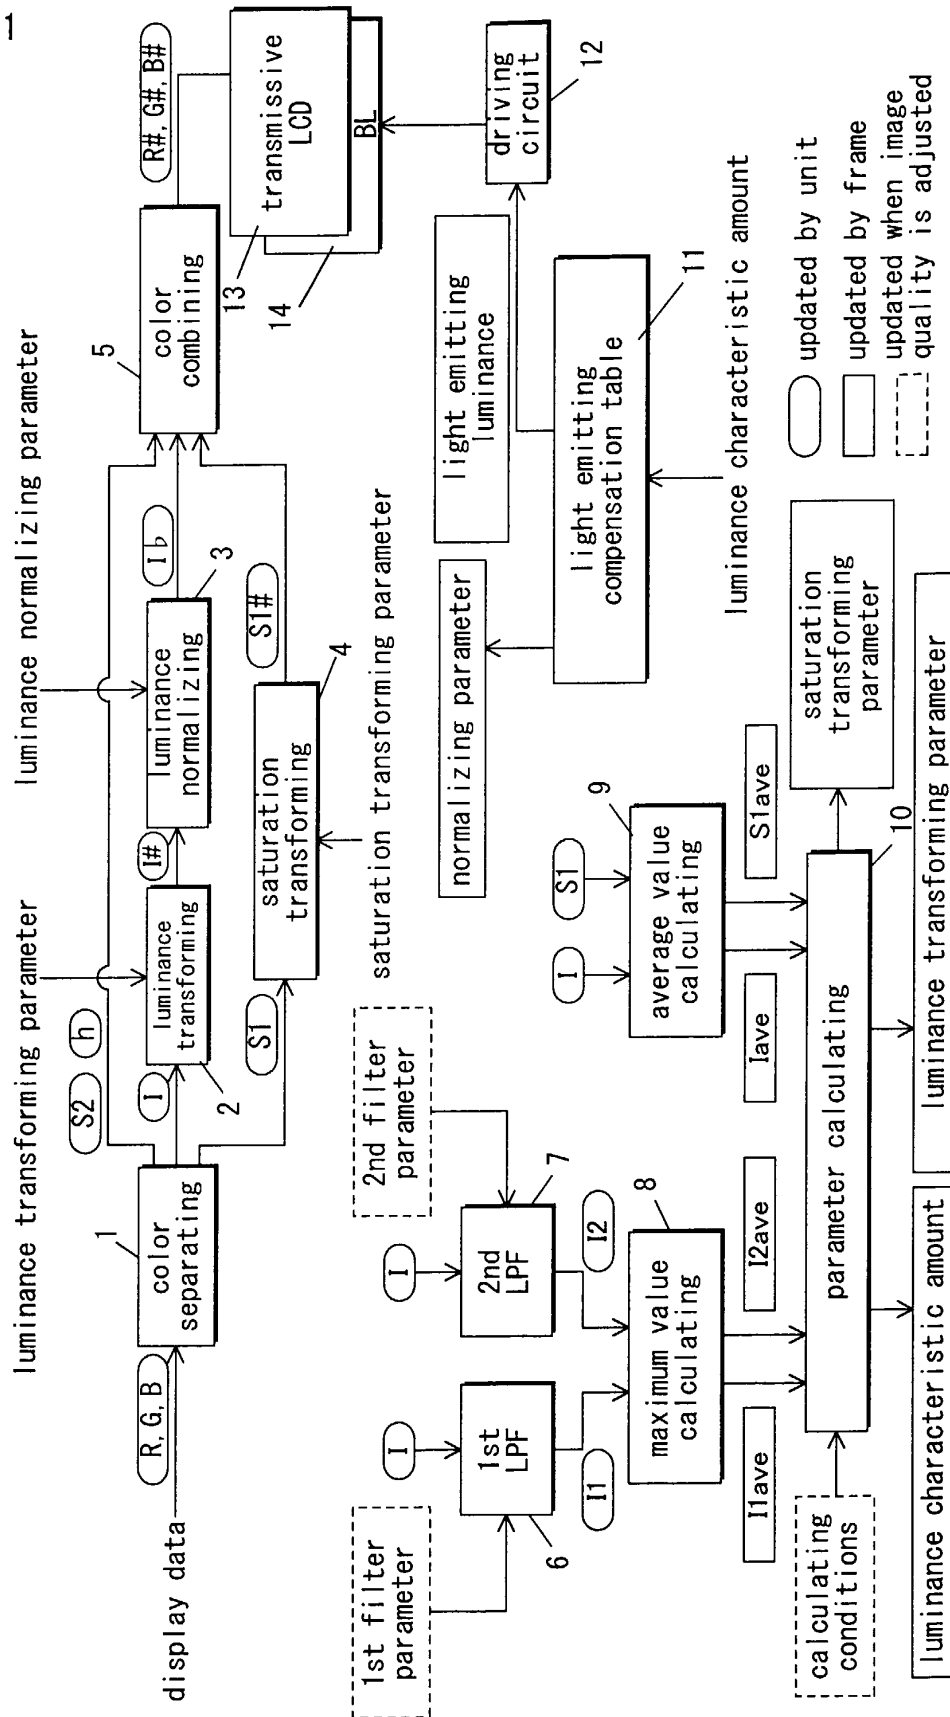 1
luminance transforming parameter
luminance normalizing parameter
display data
R, G, B
1
color
separating
S2
h
I
luminance
transforming
2
I#
luminance
normalizing
3
I♭
5
color
combining
R#, G#, B#
13
transmissive
LCD
14
BL
S1
saturation
transforming
4
S1#
saturation transforming parameter
1st filter
parameter
I
1st
LPF
6
I1
2nd filter
parameter
I
2nd
LPF
7
I2
maximum value
calculating
8
I1ave
I2ave
I
S1
average value
calculating
9
Iave
S1ave
calculating
conditions
parameter calculating
10
saturation
transforming
parameter
luminance characteristic amount
luminance transforming parameter
normalizing parameter
light emitting
luminance
light emitting
compensation table
11
luminance characteristic amount
driving
circuit
12
updated by unit
updated by frame
updated when image
quality is adjusted